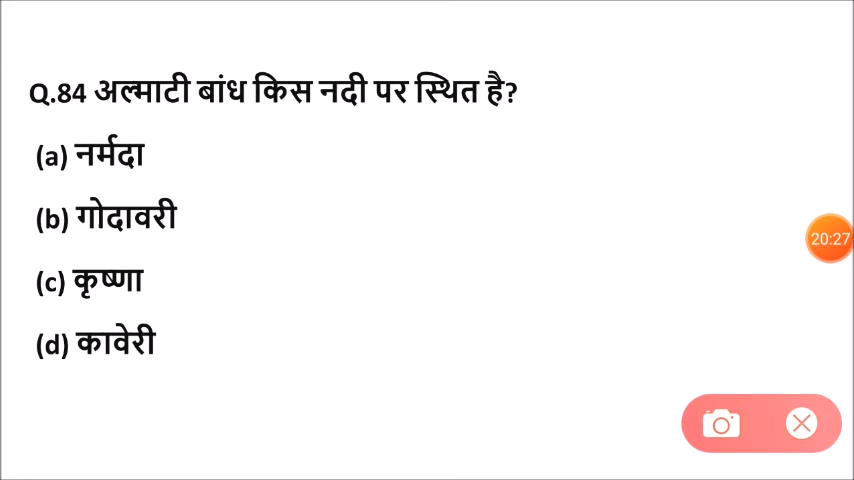 Q.84 अल्माटी बांध किस नदी पर स्थित है?
(a) नर्मदा
(b) गोदावरी
20:27
(c) कृष्णा
(d) कावेरी